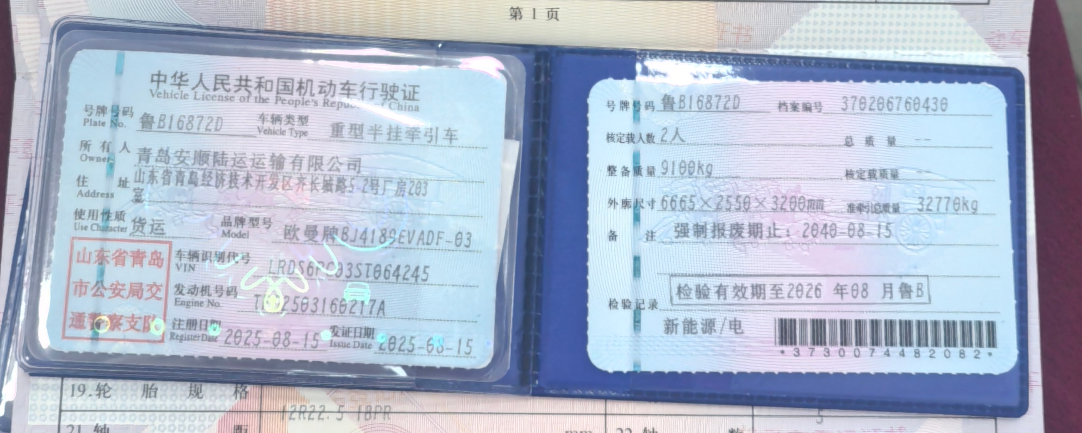 第1页
中华人民共和国机动车行驶证
Vehicle License of the People's Republic of China
号牌号码 Plate No. 鲁B16872D 车辆类型 Vehicle Type 重型半挂牵引车
所有人 Owner 青岛安顺陆运运输有限公司
住址 Address 山东省青岛经济技术开发区齐长城路5-2号厂房203
室
使用性质 Use Character 货运 品牌型号 Model 欧曼牌BJ4189EVADF-03
山东省青岛
市公安局交
通警察支队
车辆识别代号 VIN
发动机号码 Engine No.
注册日期 Register Date 2025-08-15 发证日期 Issue Date 2025-08-15
号牌号码 鲁B16872D 档案编号 370206760430
核定载人数 2人 总质量 --
整备质量 9100kg 核定载质量 --
外廓尺寸 6665×2550×3200mm 准牵引总质量 32770kg
备注 强制报废期止：2040-08-15
检验记录 检验有效期至2026年08月鲁B
新能源/电
*3730074482082*
19.轮胎规格
12R22.5 18PR
5
21.轴距
mm 22.轴数